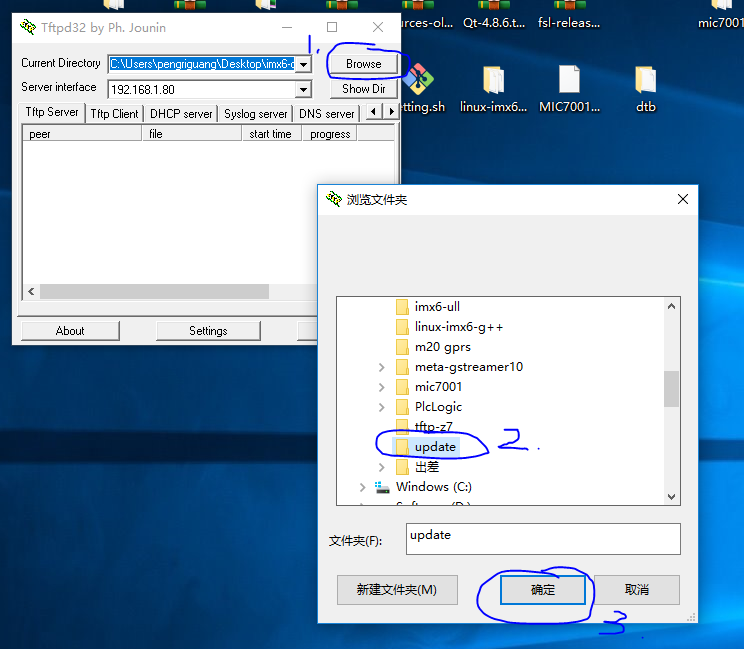 urces-ol...
Qt-4.8.6.t...
fsl-releas...
mic7001
Tftpd32 by Ph. Jounin
1.
Current Directory
C:\Users\pengriguang\Desktop\imx6-c
Browse
Server interface
192.168.1.80
Show Dir
etting.sh
linux-imx6...
MIC7001...
dtb
Tftp Server
Tftp Client
DHCP server
Syslog server
DNS server
peer
file
start time
progress
About
Settings
浏览文件夹
imx6-ull
linux-imx6-g++
m20 gprs
meta-gstreamer10
mic7001
PlcLogic
tftp-z7
update
2.
出差
Windows (C:)
文件夹(F):
update
新建文件夹(M)
确定
取消
3.